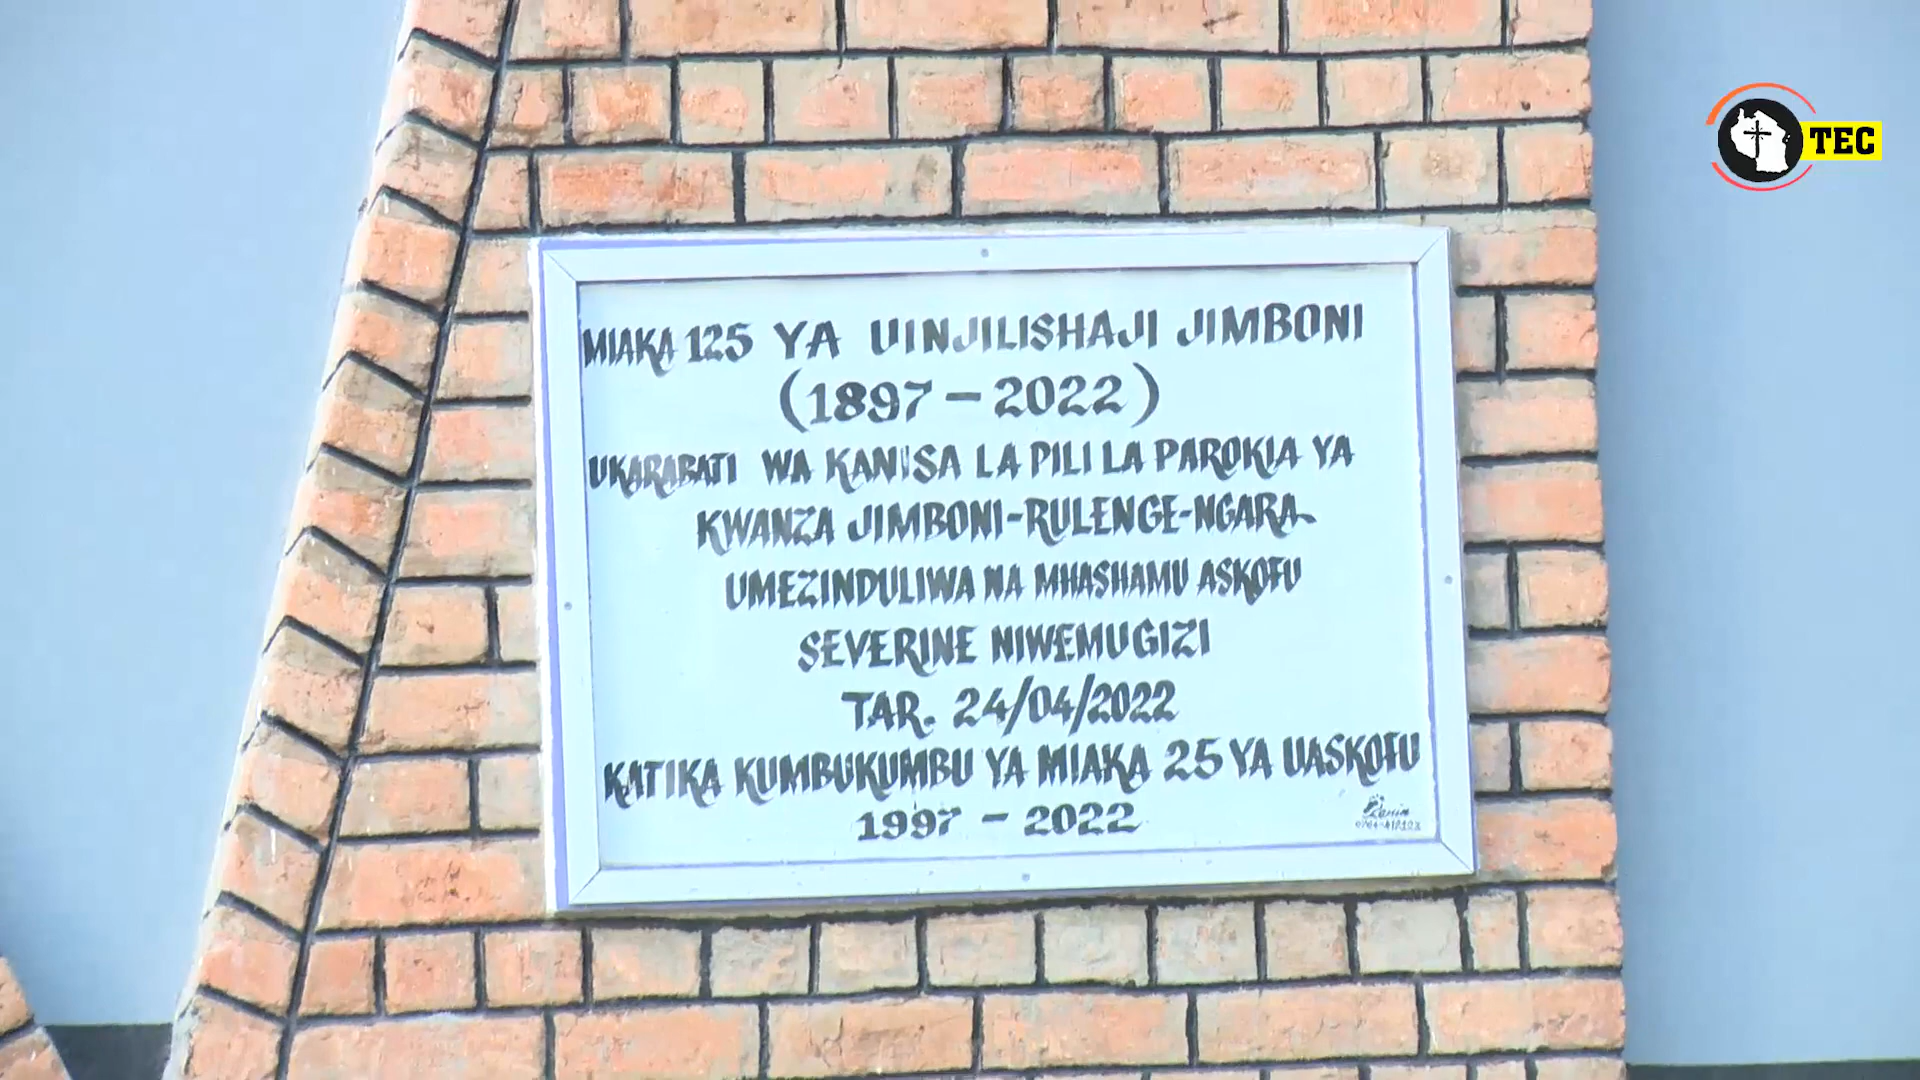 TEC
MIAKA 125 YA UINJILISHAJI JIMBONI
(1897 – 2022)
UKARABATI WA KANISA LA PILI LA PAROKIA YA
KWANZA JIMBONI-RULENGE-NGARA
UMEZINDULIWA NA MHASHAMU ASKOFU
SEVERINE NIWEMUGIZI
TAR. 24/04/2022
KATIKA KUMBUKUMBU YA MIAKA 25 YA UASKOFU
1997 – 2022